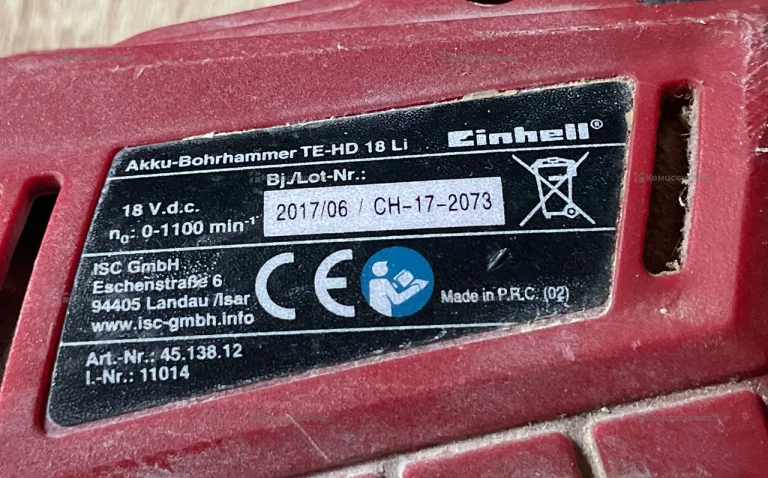 Akku-Bohrhammer TE-HD 18 Li
Einhell®
Bj./Lot-Nr.:
18 V.d.c.
2017/06 / CH-17-2073
n₀: 0-1100 min⁻¹
ISC GmbH
Eschenstraße 6
94405 Landau /Isar
www.isc-gmbh.info
CE
Made in P.R.C. (02)
Art.-Nr.: 45.138.12
I.-Nr.: 11014